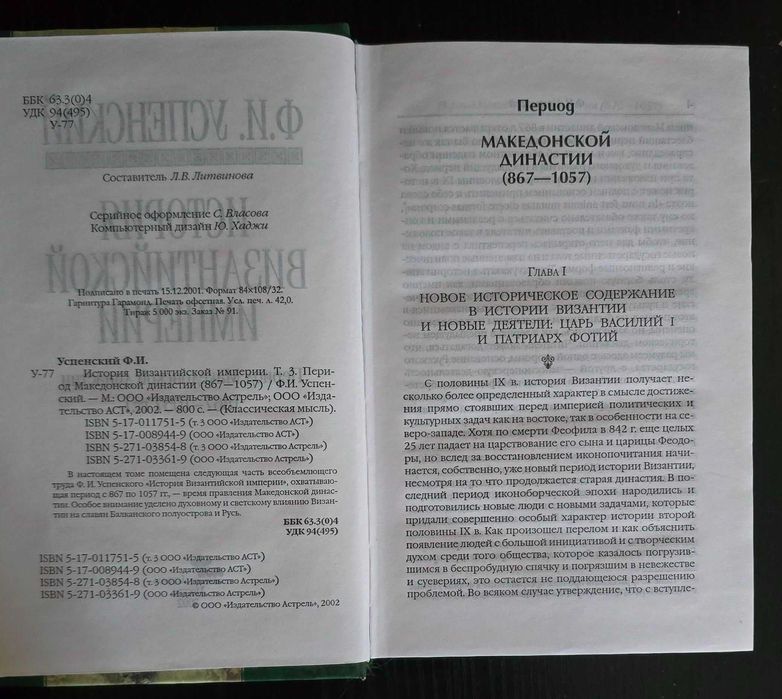 ББК 63.3(0)4
УДК 94(495)
У-77
Составитель Л.В. Литвинова
Серийное оформление С. Власова
Компьютерный дизайн Ю. Хаджи
Подписано в печать 15.12.2001. Формат 84×108/32.
Гарнитура Гарамонд. Печать офсетная. Усл. печ. л. 42,0.
Тираж 5 000 экз. Заказ № 91.
Успенский Ф.И.
У-77 История Византийской империи. Т. 3. Пери-
од Македонской династии (867—1057) / Ф.И. Успен-
ский. — М.: ООО «Издательство Астрель»; ООО «Изда-
тельство АСТ», 2002. — 800 с. — (Классическая мысль).
ISBN 5-17-011751-5 (т. 3 ООО «Издательство АСТ»)
ISBN 5-17-008944-9 (ООО «Издательство АСТ»)
ISBN 5-271-03854-8 (т. 3 ООО «Издательство Астрель»)
ISBN 5-271-03361-9 (ООО «Издательство Астрель»)
В настоящем томе помещена следующая часть всеобъемлющего
труда Ф. И. Успенского «История Византийской империи», охватываю-
щая период с 867 по 1057 гг., — время правления Македонской динас-
тии. Особое внимание уделено духовному и светскому влиянию Визан-
тии на славян Балканского полуострова и Русь.
ББК 63.3(0)4
УДК 94(495)
ISBN 5-17-011751-5 (т. 3 ООО «Издательство АСТ»)
ISBN 5-17-008944-9 (ООО «Издательство АСТ»)
ISBN 5-271-03854-8 (т. 3 ООО «Издательство Астрель»)
ISBN 5-271-03361-9 (ООО «Издательство Астрель»)
© ООО «Издательство Астрель», 2002
Период
МАКЕДОНСКОЙ
ДИНАСТИИ
(867—1057)
Глава I
НОВОЕ ИСТОРИЧЕСКОЕ СОДЕРЖАНИЕ
В ИСТОРИИ ВИЗАНТИИ
И НОВЫЕ ДЕЯТЕЛИ: ЦАРЬ ВАСИЛИЙ I
И ПАТРИАРХ ФОТИЙ
С половины IX в. история Византии получает не-
сколько более определенный характер в смысле достиже-
ния прямо стоявших перед империей политических и
культурных задач как на востоке, так и в особенности на се-
веро-западе. Хотя по смерти Феофила в 842 г. еще целых
25 лет падает на царствование его сына и царицы Феодо-
ры, но вслед за восстановлением иконопочитания начи-
нается, собственно, уже новый период истории Византии,
несмотря на то что продолжается старая династия. В по-
следний период иконоборческой эпохи народились и
подготовились новые люди с новыми задачами, которые
придали совершенно особый характер истории второй
половины IX в. Как произошел перелом и как объяснить
появление людей с большой инициативой и с творческим
духом среди того общества, которое казалось погрузив-
шимся в беспробудную спячку и погрязшим в невежестве
и суевериях, это остается не поддающеюся разрешению
проблемой. Во всяком случае утверждение, что с вступле-